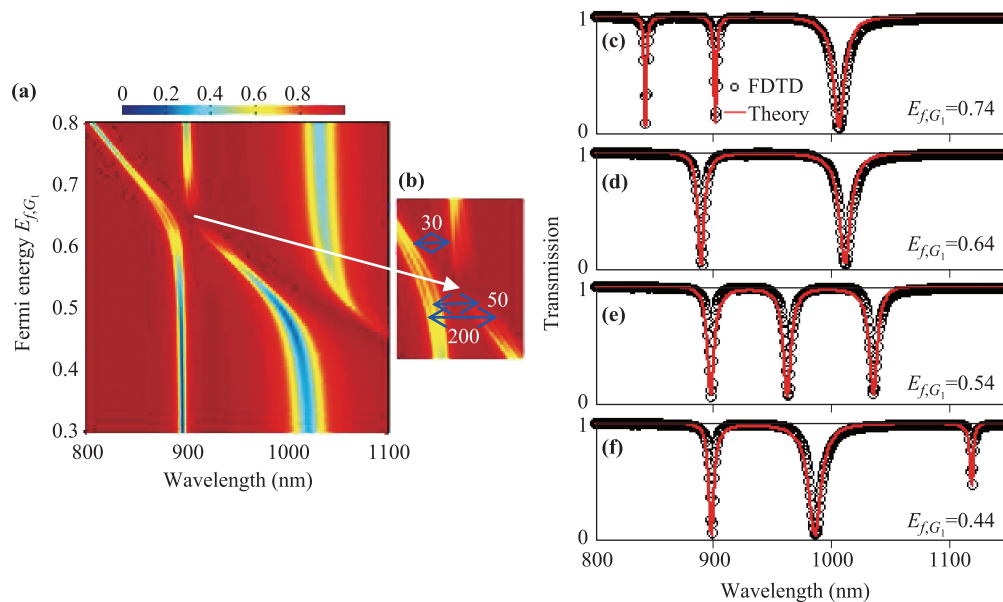 (a)
0 0.2 0.4 0.6 0.8
Fermi energy E_{f,G_1}
0.8
0.7
0.6
0.5
0.4
0.3
800 900 1000 1100
Wavelength (nm)
(b)
30
50
200
Transmission
1
(c)
FDTD
Theory
E_{f,G_1}=0.74
0
1
(d)
E_{f,G_1}=0.64
0
1
(e)
E_{f,G_1}=0.54
0
1
(f)
E_{f,G_1}=0.44
0
800 900 1000 1100
Wavelength (nm)